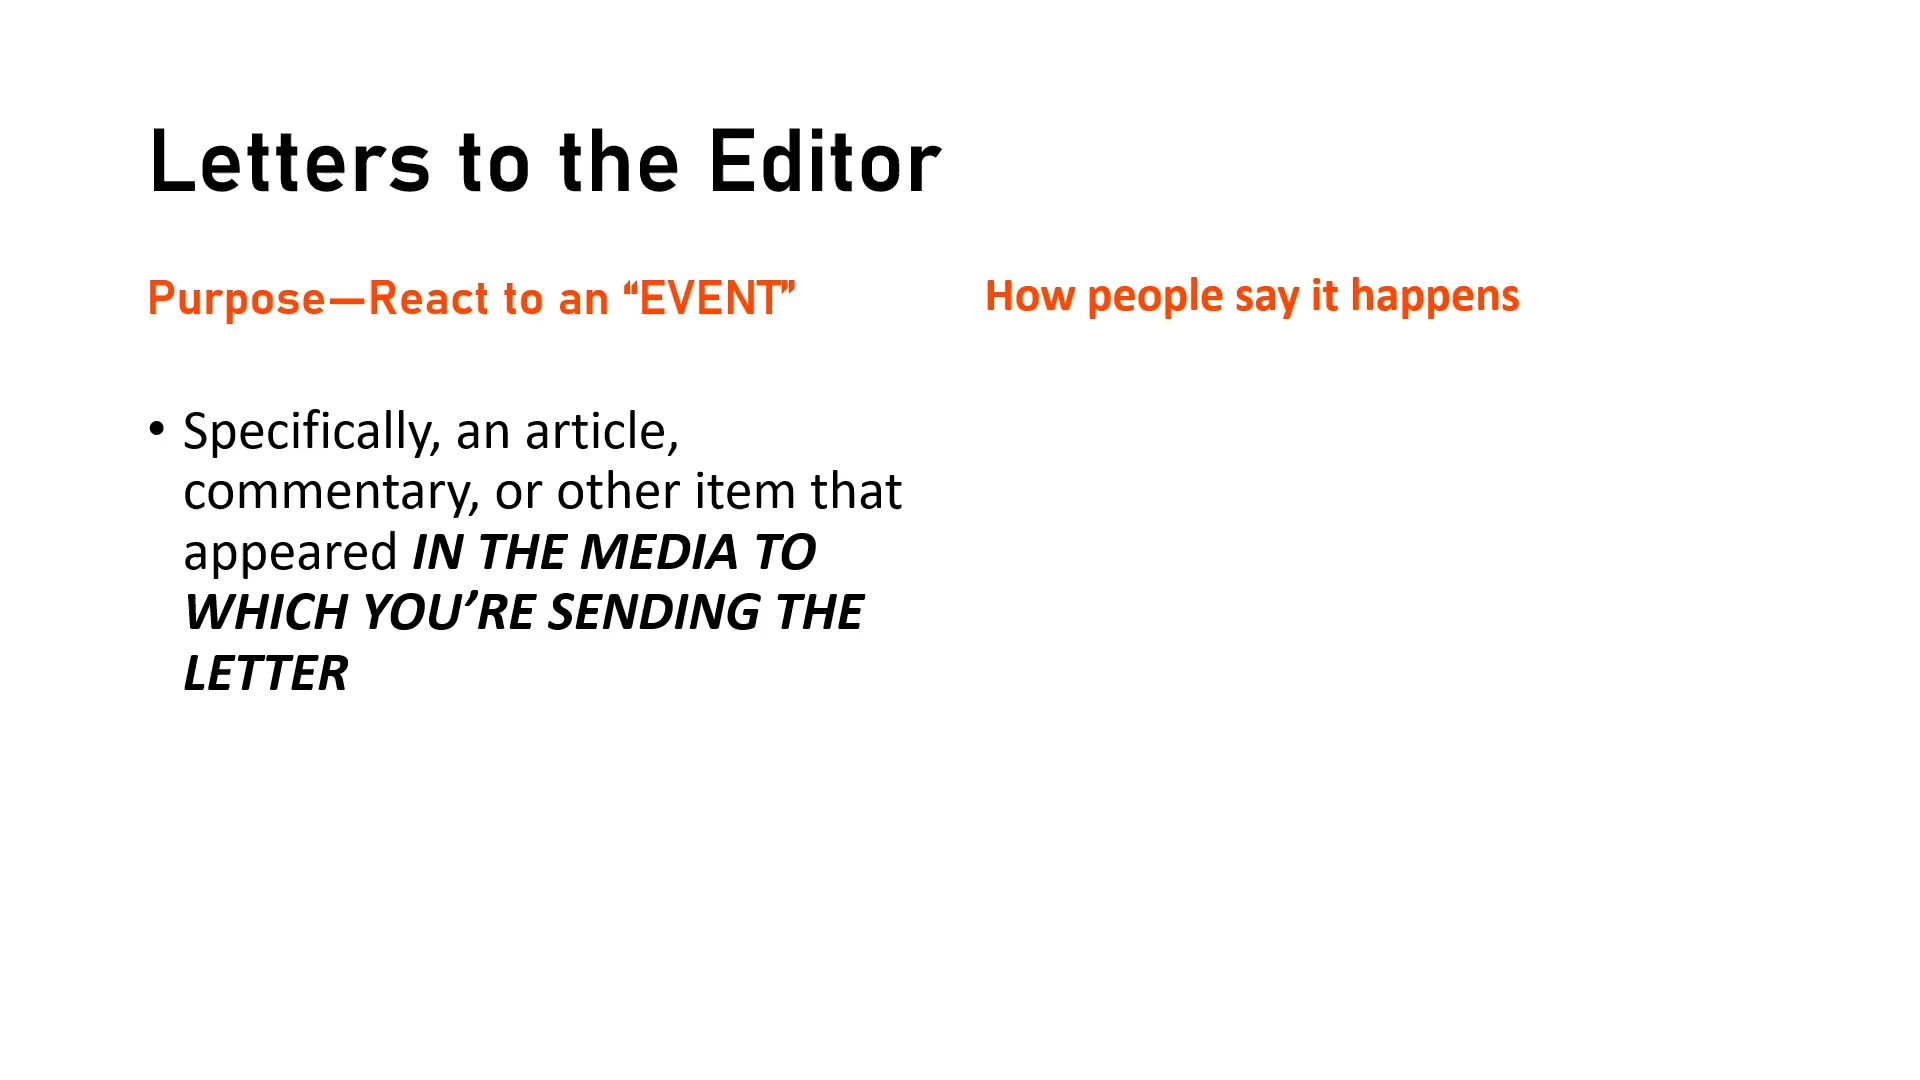 Letters to the Editor
Purpose—React to an “EVENT”
• Specifically, an article,
commentary, or other item that
appeared IN THE MEDIA TO
WHICH YOU’RE SENDING THE
LETTER
How people say it happens